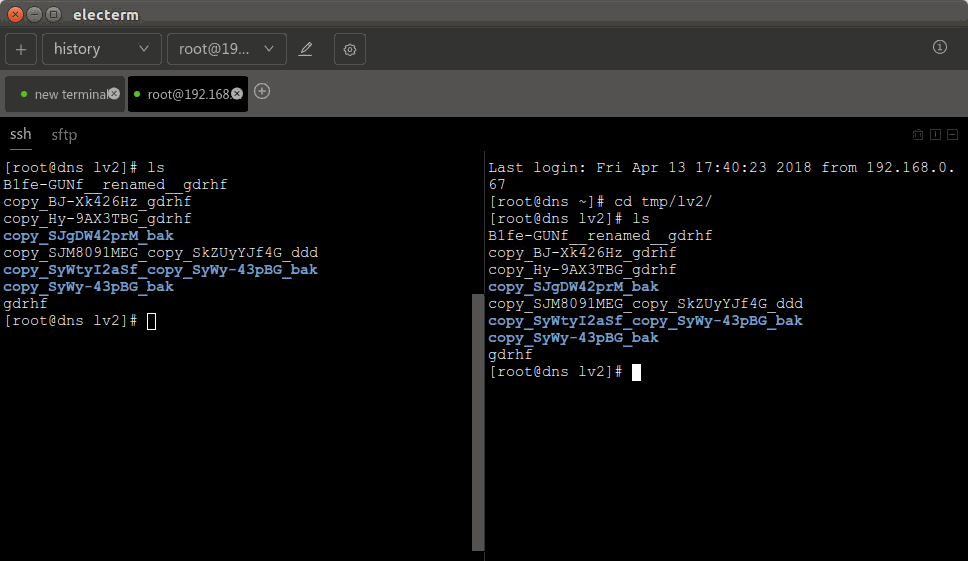 electerm
history
root@19...
new terminal
root@192.168
ssh
sftp
[root@dns lv2]# ls
B1fe-GUNf__renamed__gdrhf
copy_BJ-Xk426Hz_gdrhf
copy_Hy-9AX3TBG_gdrhf
copy_SJgDW42prM_bak
copy_SJM8091MEG_copy_SkZUyYJf4G_ddd
copy_SyWtyI2aSf_copy_SyWy-43pBG_bak
copy_SyWy-43pBG_bak
gdrhf
[root@dns lv2]#
Last login: Fri Apr 13 17:40:23 2018 from 192.168.0.
67
[root@dns ~]# cd tmp/lv2/
[root@dns lv2]# ls
B1fe-GUNf__renamed__gdrhf
copy_BJ-Xk426Hz_gdrhf
copy_Hy-9AX3TBG_gdrhf
copy_SJgDW42prM_bak
copy_SJM8091MEG_copy_SkZUyYJf4G_ddd
copy_SyWtyI2aSf_copy_SyWy-43pBG_bak
copy_SyWy-43pBG_bak
gdrhf
[root@dns lv2]#